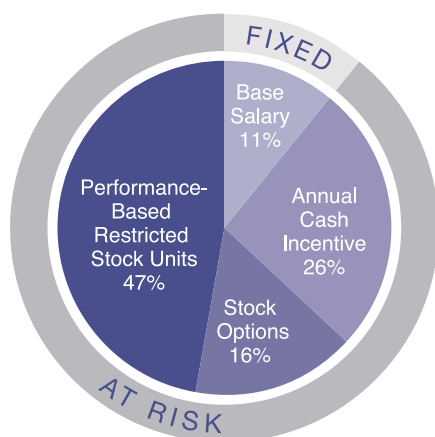 FIXED
Base
Salary
11%
Annual
Cash
Incentive
26%
Stock
Options
16%
Performance-
Based
Restricted
Stock Units
47%
AT RISK